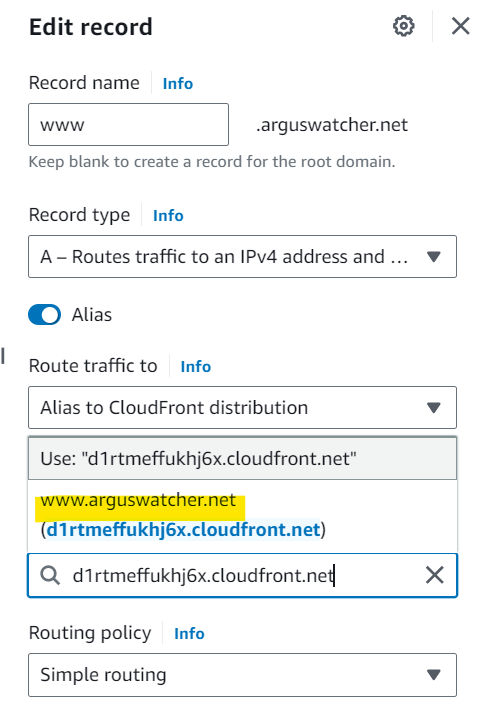 Edit record
Record name Info
www .arguswatcher.net
Keep blank to create a record for the root domain.
Record type Info
A – Routes traffic to an IPv4 address and ...
Alias
Route traffic to Info
Alias to CloudFront distribution
Use: "d1rtmeffukhj6x.cloudfront.net"
www.arguswatcher.net
(d1rtmeffukhj6x.cloudfront.net)
d1rtmeffukhj6x.cloudfront.net
Routing policy Info
Simple routing